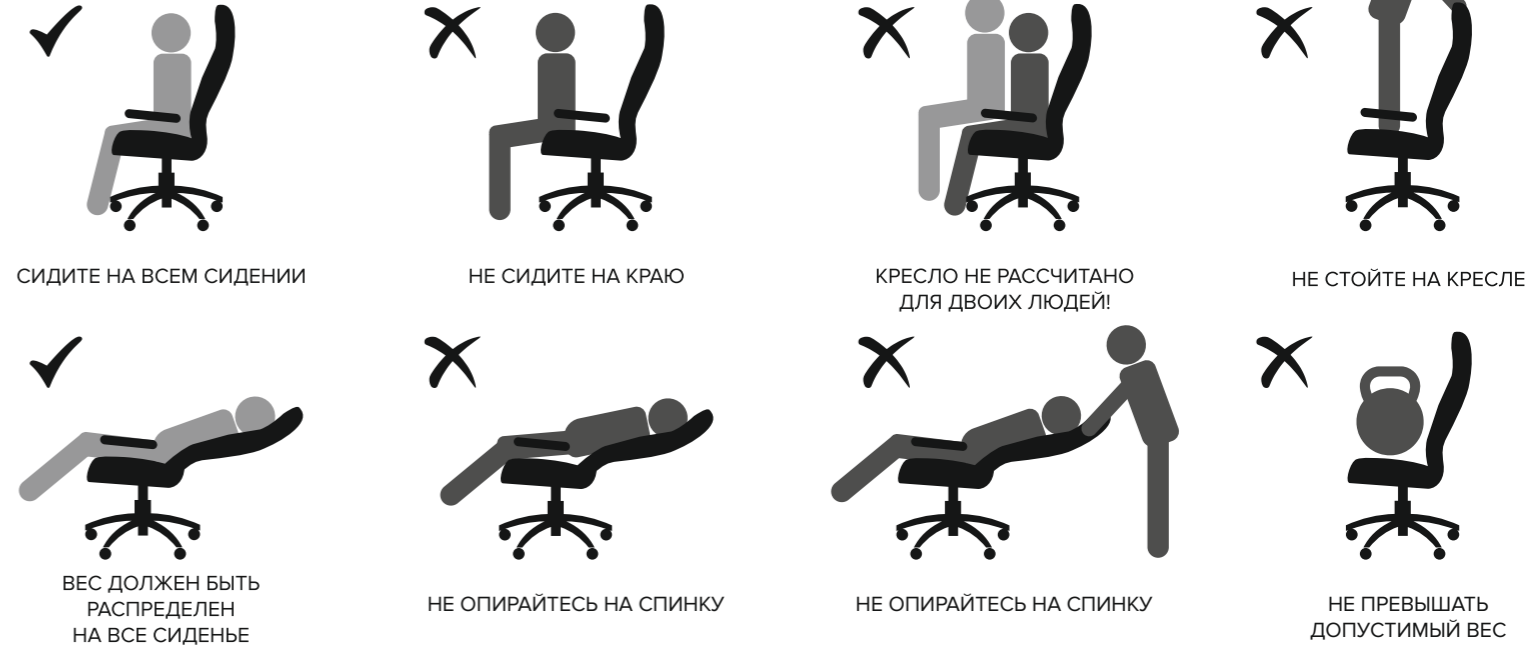 СИДИТЕ НА ВСЕМ СИДЕНИИ
НЕ СИДИТЕ НА КРАЮ
КРЕСЛО НЕ РАССЧИТАНО
ДЛЯ ДВОИХ ЛЮДЕЙ!
НЕ СТОЙТЕ НА КРЕСЛЕ
ВЕС ДОЛЖЕН БЫТЬ
РАСПРЕДЕЛЕН
НА ВСЕ СИДЕНЬЕ
НЕ ОПИРАЙТЕСЬ НА СПИНКУ
НЕ ОПИРАЙТЕСЬ НА СПИНКУ
НЕ ПРЕВЫШАТЬ
ДОПУСТИМЫЙ ВЕС